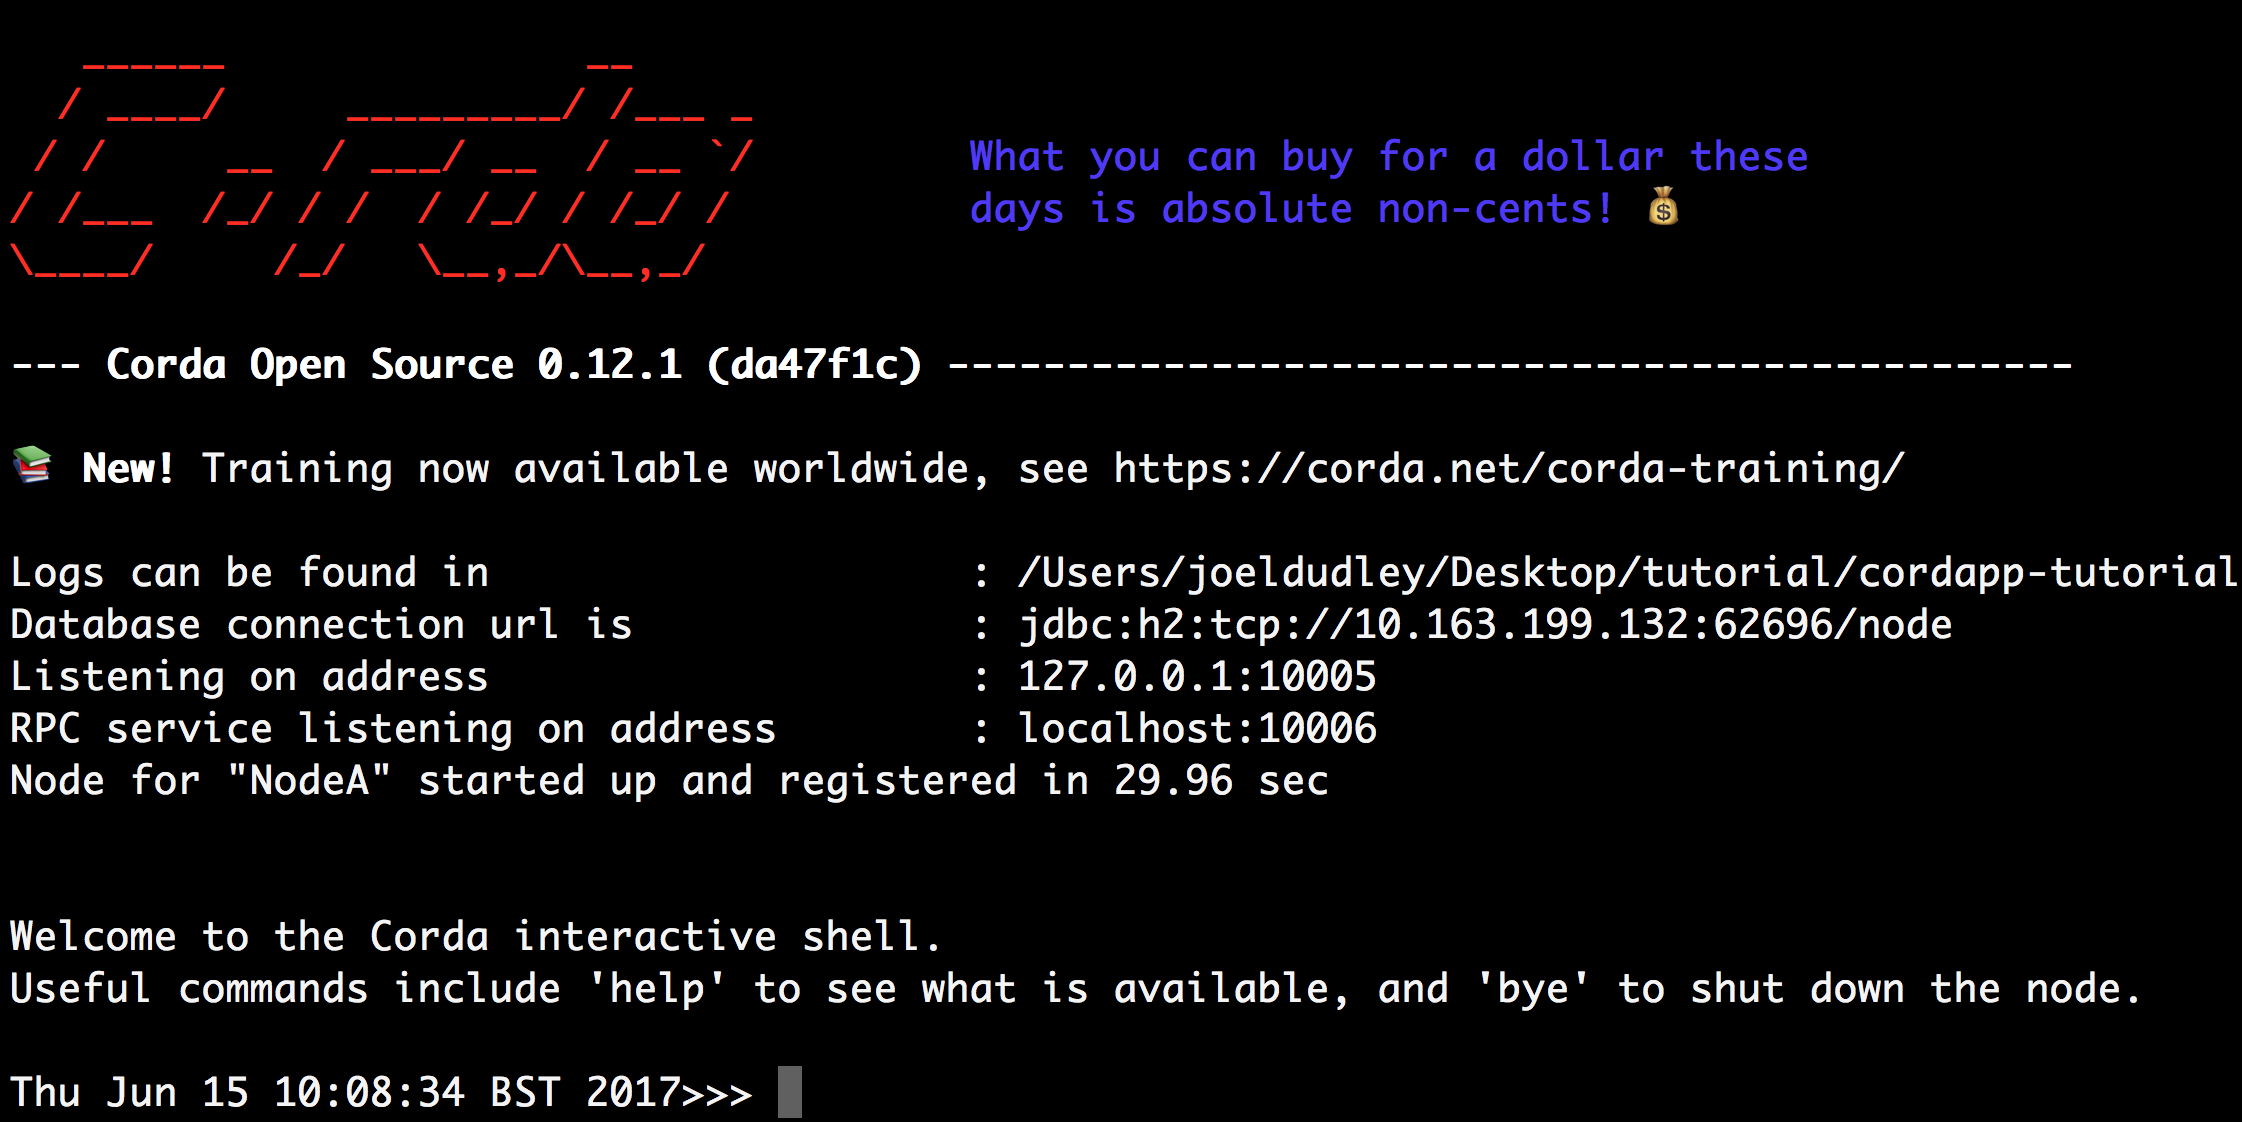 Corda
What you can buy for a dollar these
days is absolute non-cents! 💰
--- Corda Open Source 0.12.1 (da47f1c) -----------------------------------------------
📚 New! Training now available worldwide, see https://corda.net/corda-training/
Logs can be found in : /Users/joeldudley/Desktop/tutorial/cordapp-tutorial
Database connection url is : jdbc:h2:tcp://10.163.199.132:62696/node
Listening on address : 127.0.0.1:10005
RPC service listening on address : localhost:10006
Node for "NodeA" started up and registered in 29.96 sec
Welcome to the Corda interactive shell.
Useful commands include 'help' to see what is available, and 'bye' to shut down the node.
Thu Jun 15 10:08:34 BST 2017>>>